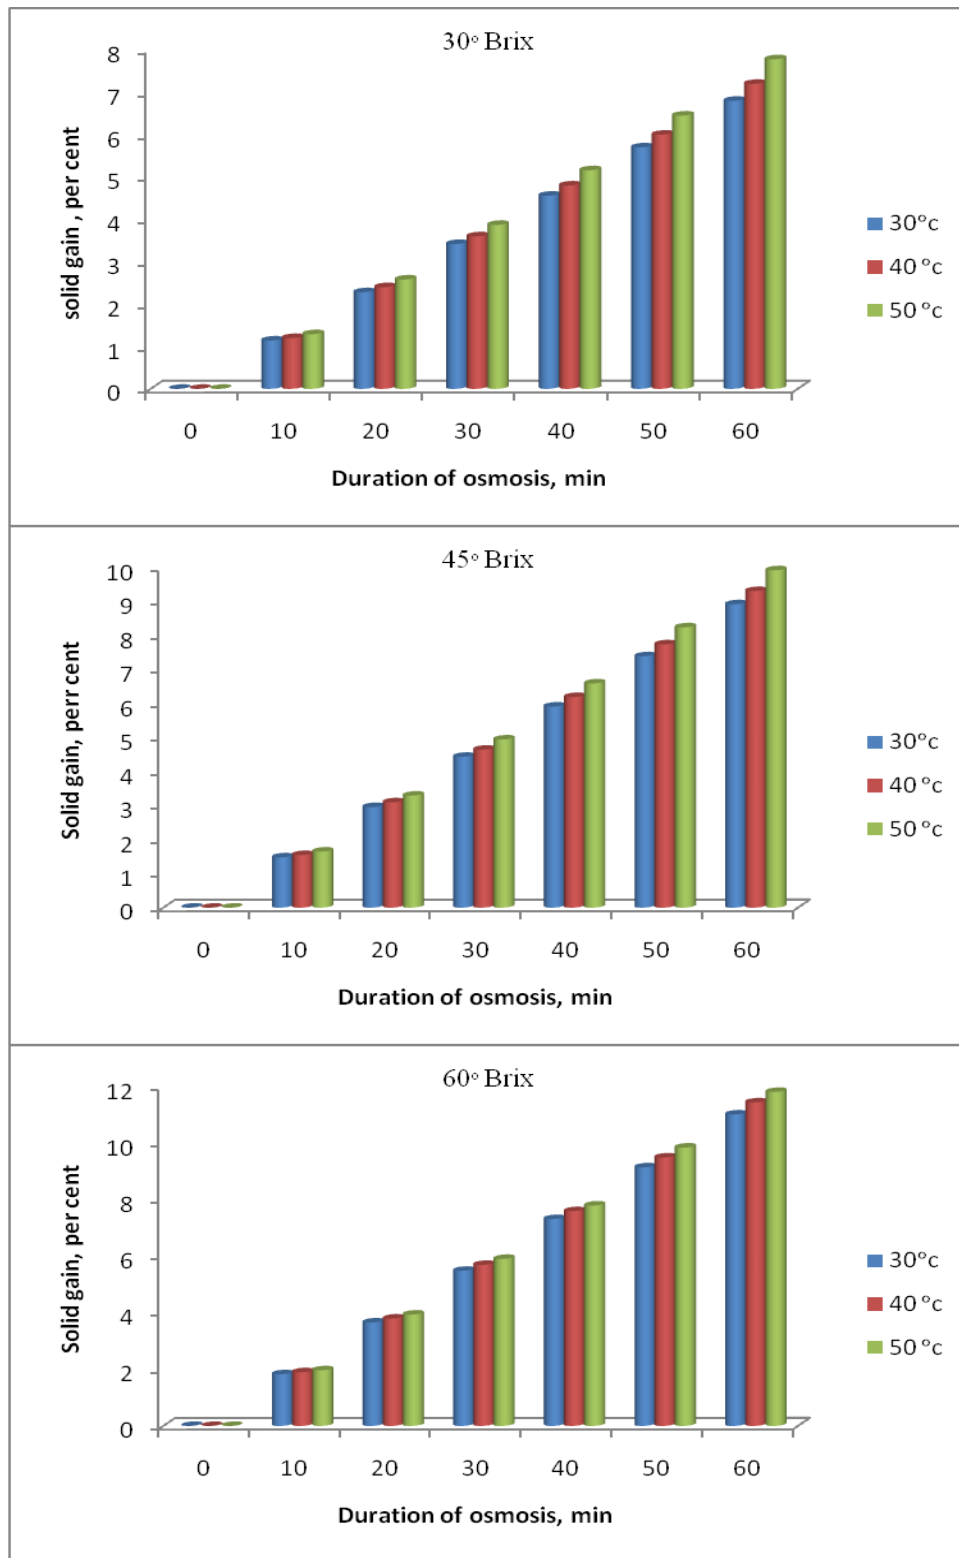 30° Brix
8
7
6
5
4
3
2
1
0
solid gain , per cent
0 10 20 30 40 50 60
Duration of osmosis, min
30°c
40 °c
50 °c
45° Brix
10
9
8
7
6
5
4
3
2
1
0
Solid gain, perr cent
0 10 20 30 40 50 60
Duration of osmosis, min
30°c
40 °c
50 °c
60° Brix
12
10
8
6
4
2
0
Solid gain, per cent
0 10 20 30 40 50 60
Duration of osmosis, min
30°c
40 °c
50 °c